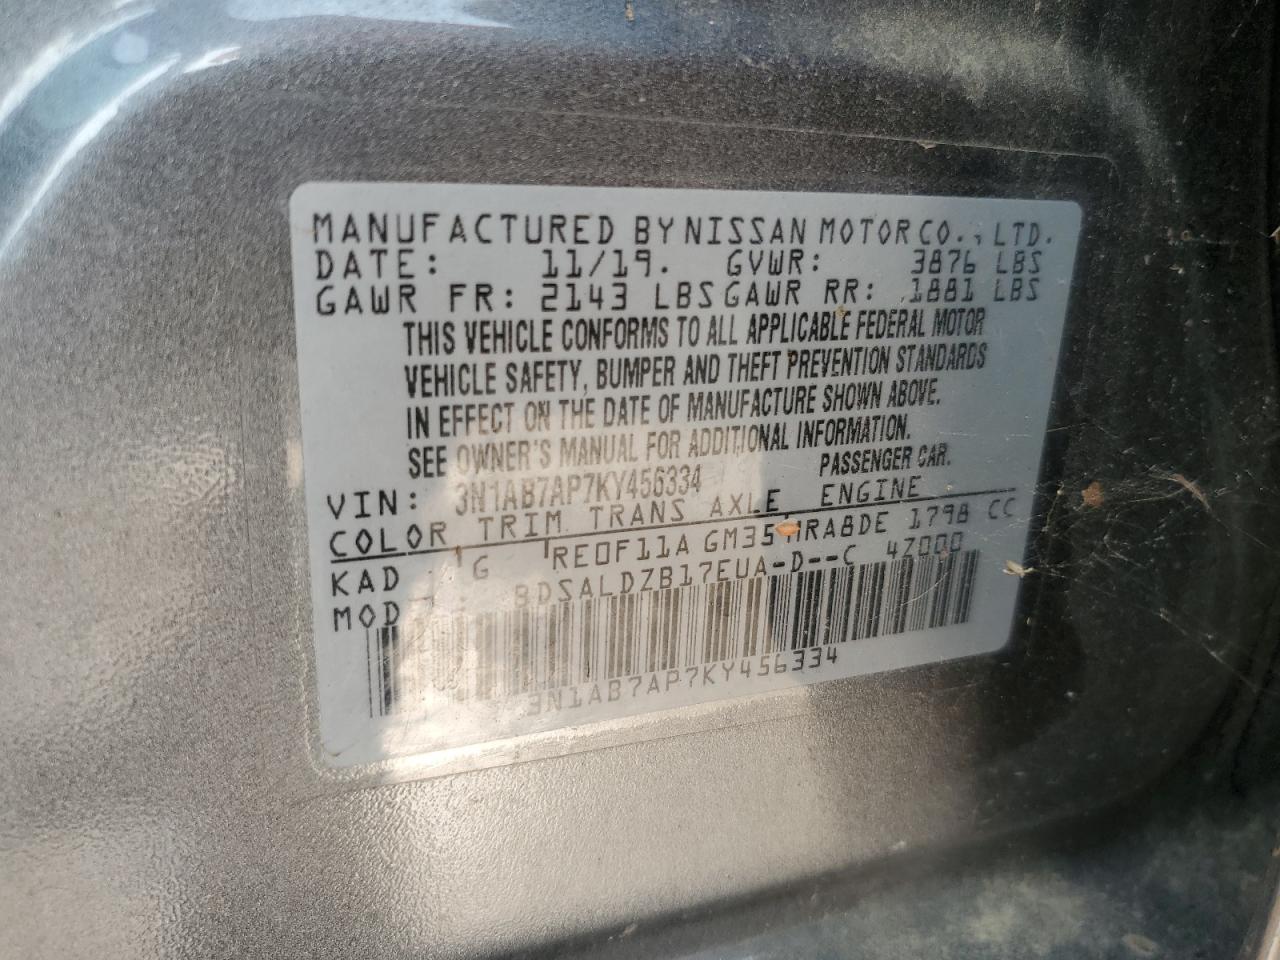 MANUFACTURED BY NISSAN MOTOR CO., LTD.
DATE: 11/19. GVWR: 3876 LBS
GAWR FR: 2143 LBS GAWR RR: 1881 LBS
THIS VEHICLE CONFORMS TO ALL APPLICABLE FEDERAL MOTOR
VEHICLE SAFETY, BUMPER AND THEFT PREVENTION STANDARDS
IN EFFECT ON THE DATE OF MANUFACTURE SHOWN ABOVE.
SEE OWNER'S MANUAL FOR ADDITIONAL INFORMATION.
VIN: 3N1AB7AP7KY456334 PASSENGER CAR.
COLOR TRIM TRANS AXLE ENGINE
KAD G RE0F11A GM35 MRA8DE 1798 CC
MOD : BDSALDZB17EUA-D--C 4Z000
3N1AB7AP7KY456334